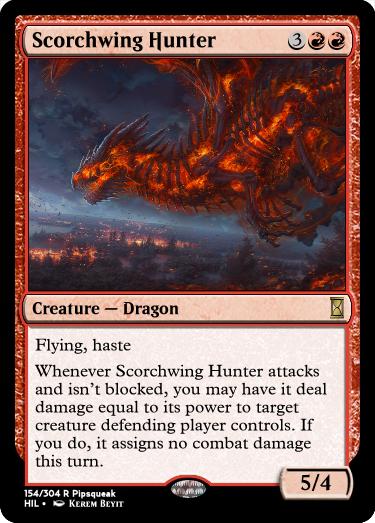 Scorchwing Hunter 3
Creature — Dragon
Flying, haste
Whenever Scorchwing Hunter attacks
and isn't blocked, you may have it deal
damage equal to its power to target
creature defending player controls. If
you do, it assigns no combat damage
this turn.
5/4
154/304 R Pipsqueak
HIL • Kerem Beyit